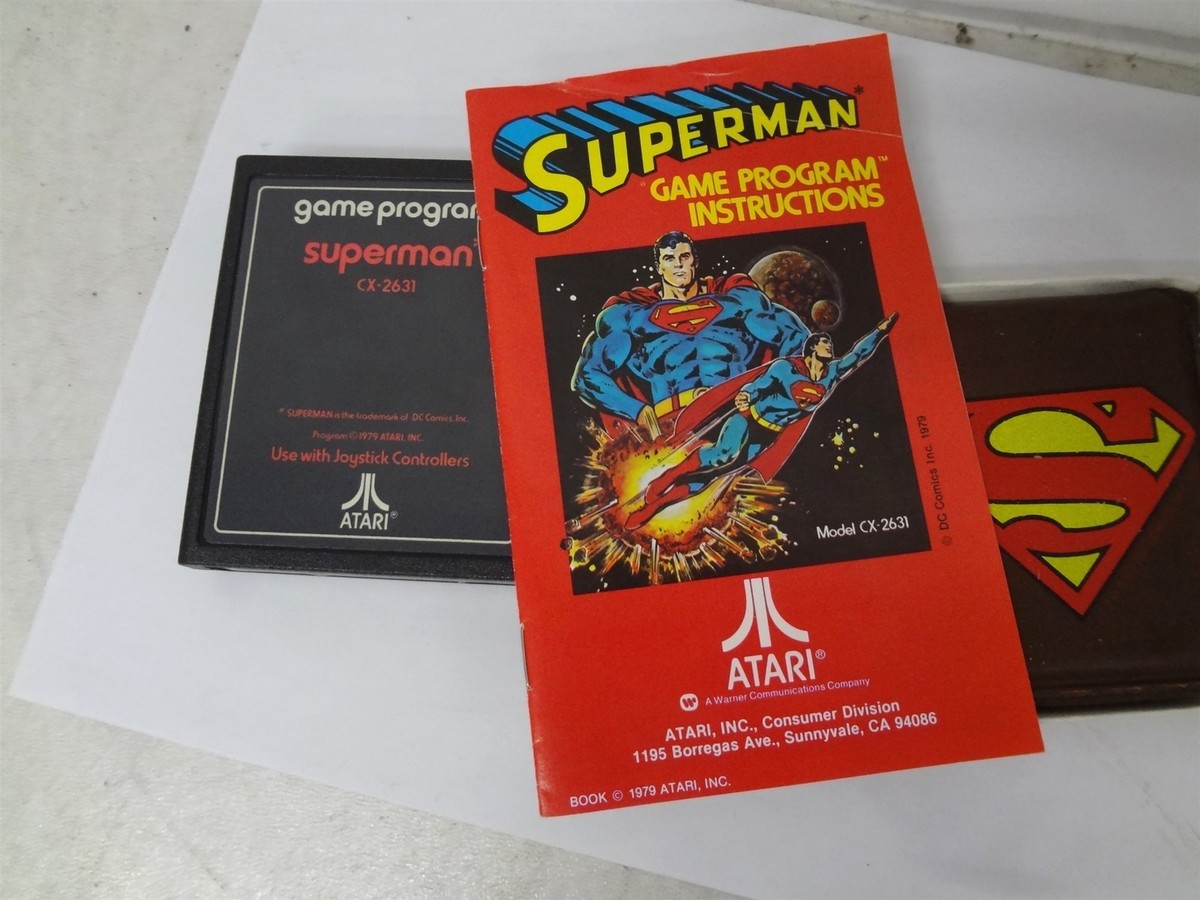 game program
superman™
CX-2631
* SUPERMAN is the trademark of DC Comics Inc.
Program © 1979 ATARI, INC.
Use with Joystick Controllers
ATARI®
SUPERMAN*
GAME PROGRAM™
INSTRUCTIONS
Model CX-2631
© DC Comics Inc. 1979
ATARI®
A Warner Communications Company
ATARI, INC., Consumer Division
1195 Borregas Ave., Sunnyvale, CA 94086
BOOK © 1979 ATARI, INC.
S